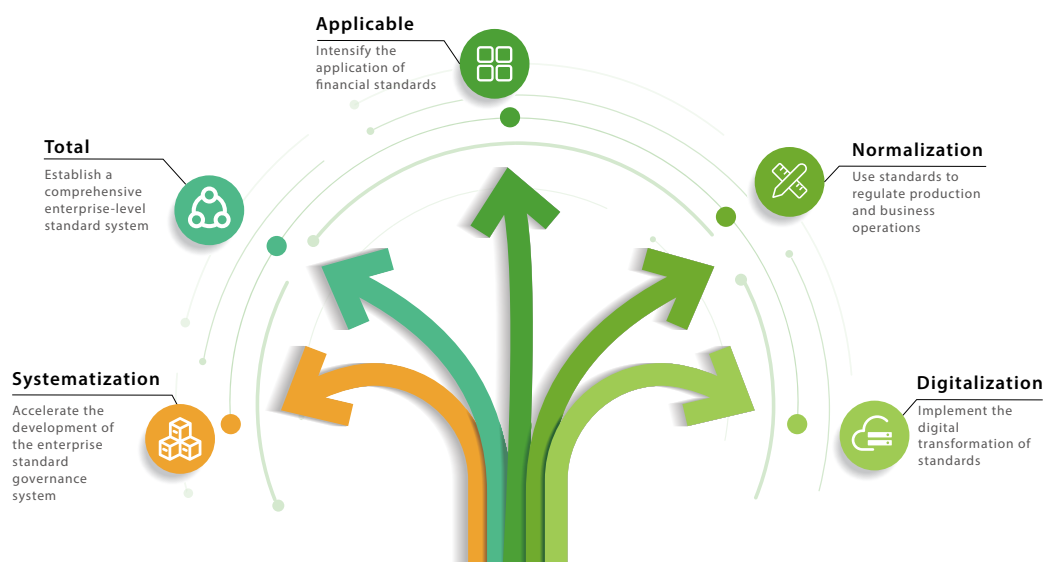 Applicable
Intensify the
application of
financial standards
Total
Establish a
comprehensive
enterprise-level
standard system
Normalization
Use standards to
regulate production
and business
operations
Systematization
Accelerate the
development of
the enterprise
standard
governance
system
Digitalization
Implement the
digital
transformation of
standards